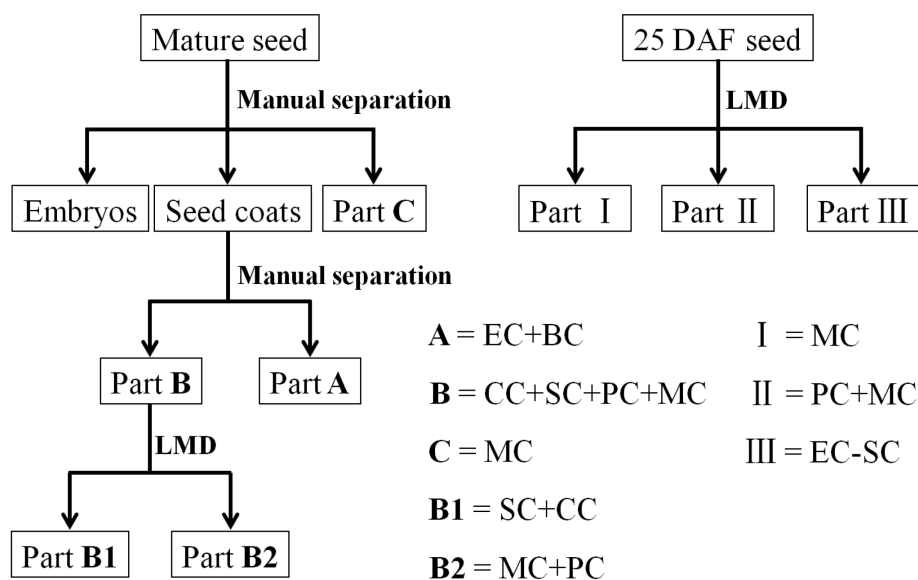 Mature seed
25 DAF seed
Manual separation
LMD
Embryos
Seed coats
Part C
Part Ⅰ
Part Ⅱ
Part Ⅲ
Manual separation
Part B
Part A
LMD
Part B1
Part B2
A = EC+BC
B = CC+SC+PC+MC
C = MC
B1 = SC+CC
B2 = MC+PC
Ⅰ = MC
Ⅱ = PC+MC
Ⅲ = EC-SC